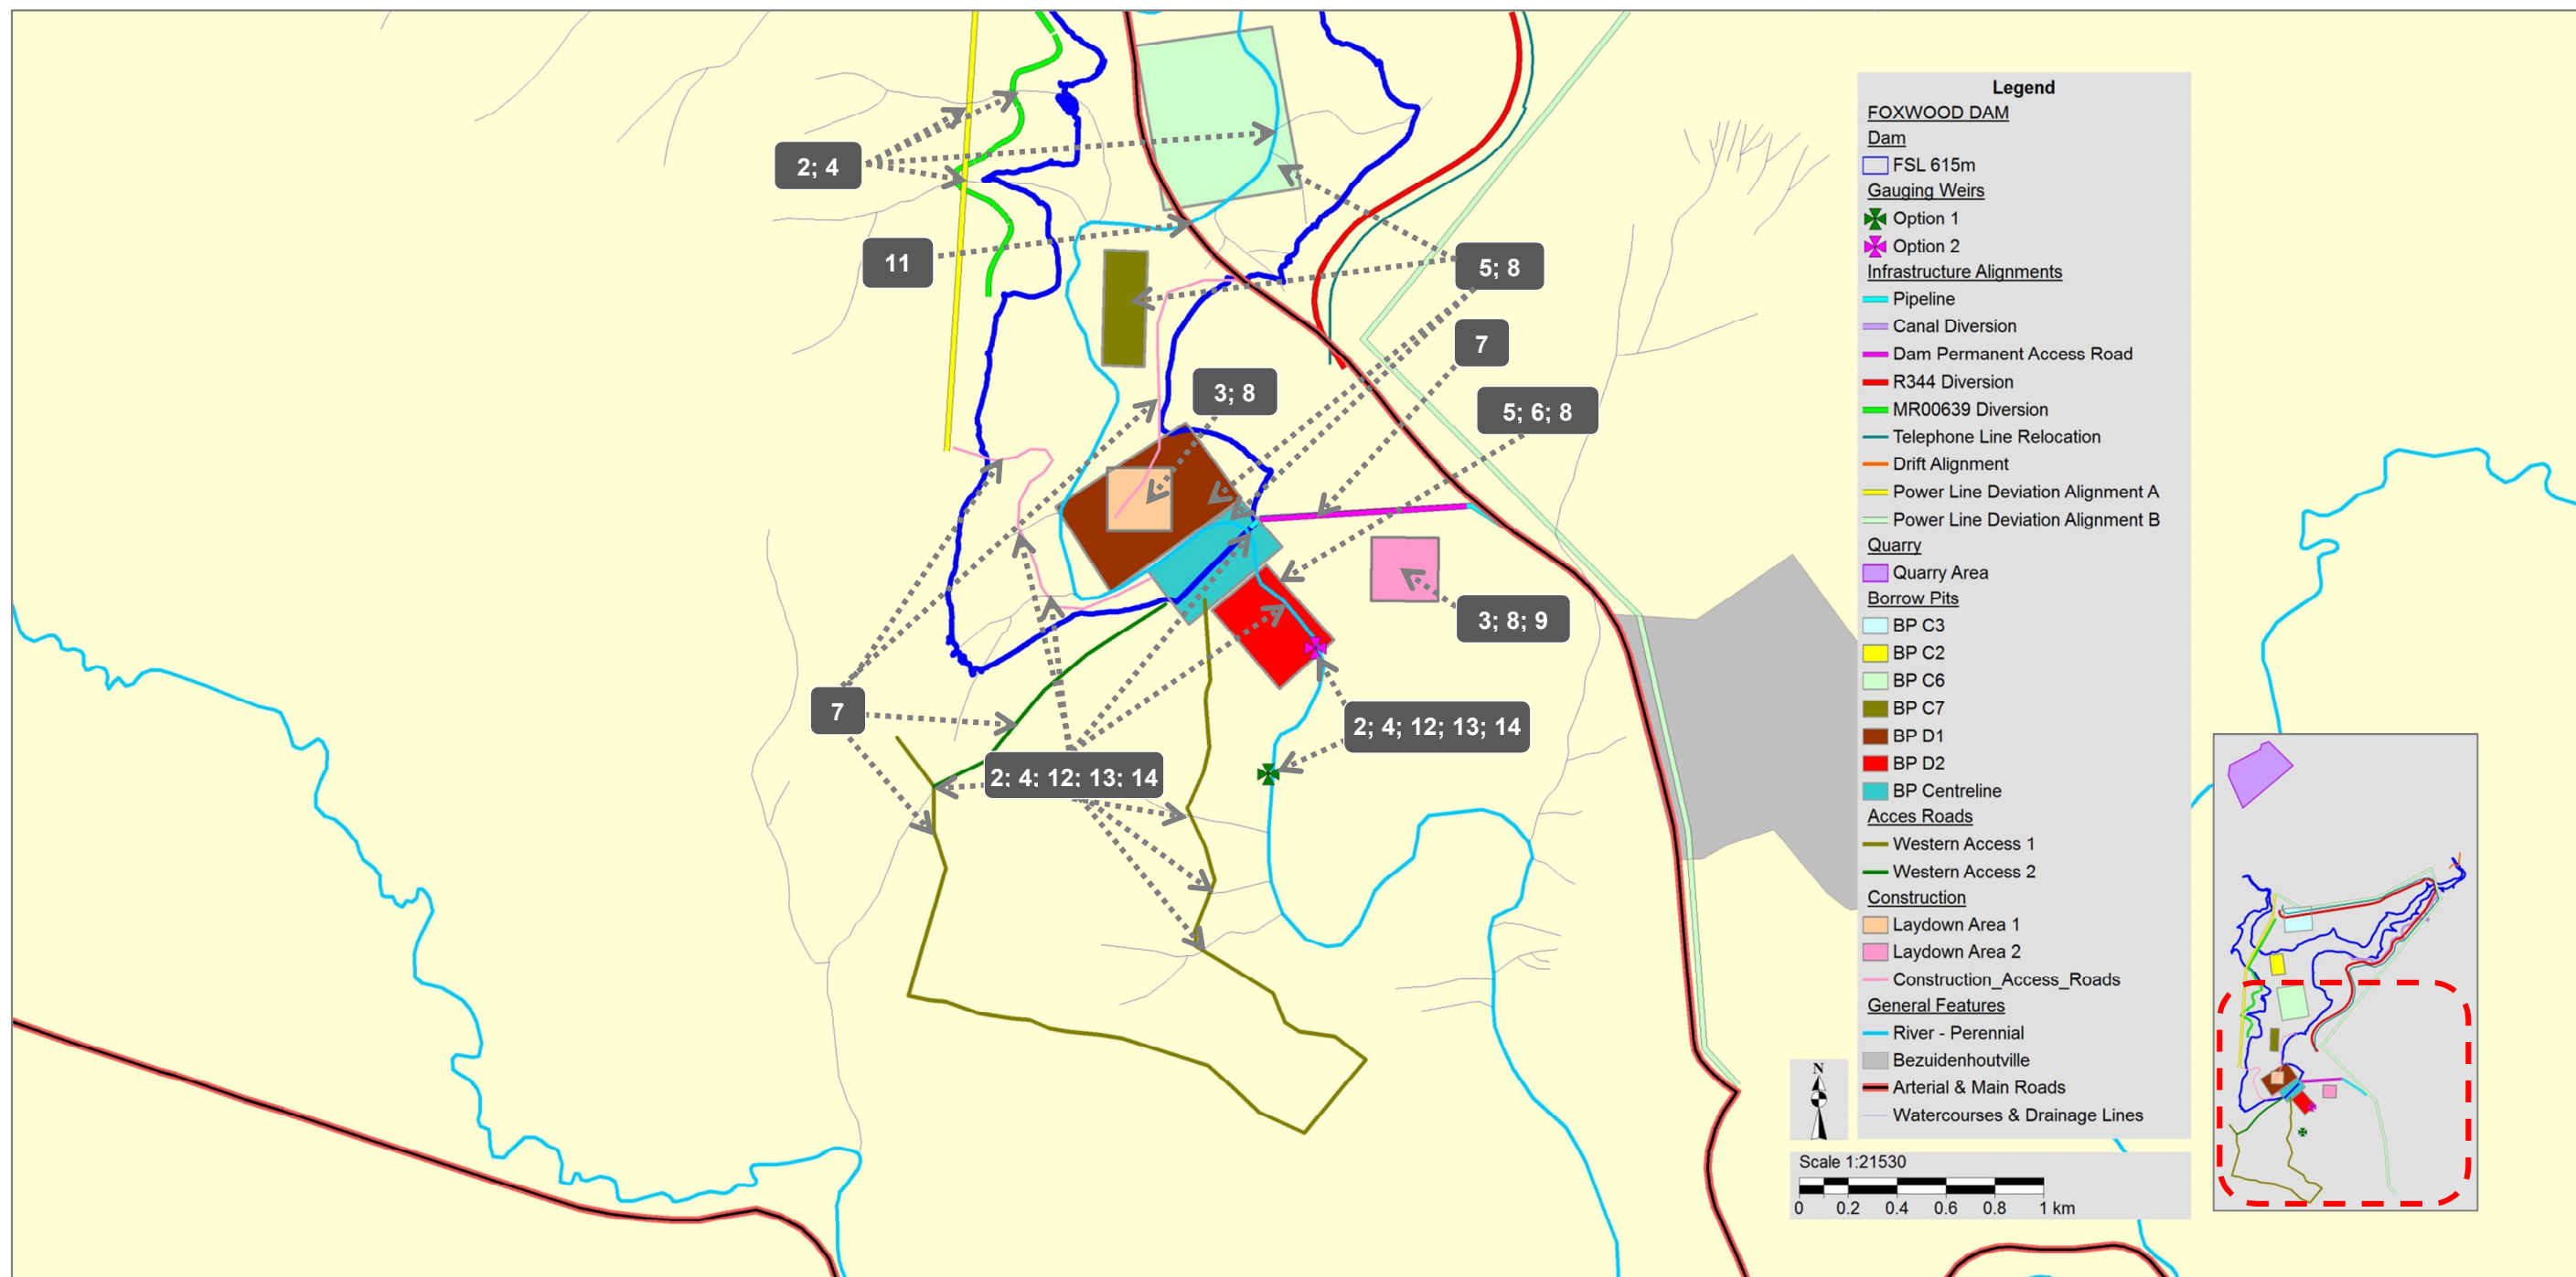 2; 4
11
5; 8
7
3; 8
5; 6; 8
3; 8; 9
7
2; 4; 12; 13; 14
2; 4; 12; 13; 14
Legend
FOXWOOD DAM
Dam
FSL 615m
Gauging Weirs
Option 1
Option 2
Infrastructure Alignments
Pipeline
Canal Diversion
Dam Permanent Access Road
R344 Diversion
MR00639 Diversion
Telephone Line Relocation
Drift Alignment
Power Line Deviation Alignment A
Power Line Deviation Alignment B
Quarry
Quarry Area
Borrow Pits
BP C3
BP C2
BP C6
BP C7
BP D1
BP D2
BP Centreline
Acces Roads
Western Access 1
Western Access 2
Construction
Laydown Area 1
Laydown Area 2
Construction_Access_Roads
General Features
River - Perennial
Bezuidenhoutville
Arterial & Main Roads
Watercourses & Drainage Lines
N
Scale 1:21530
0 0.2 0.4 0.6 0.8 1 km